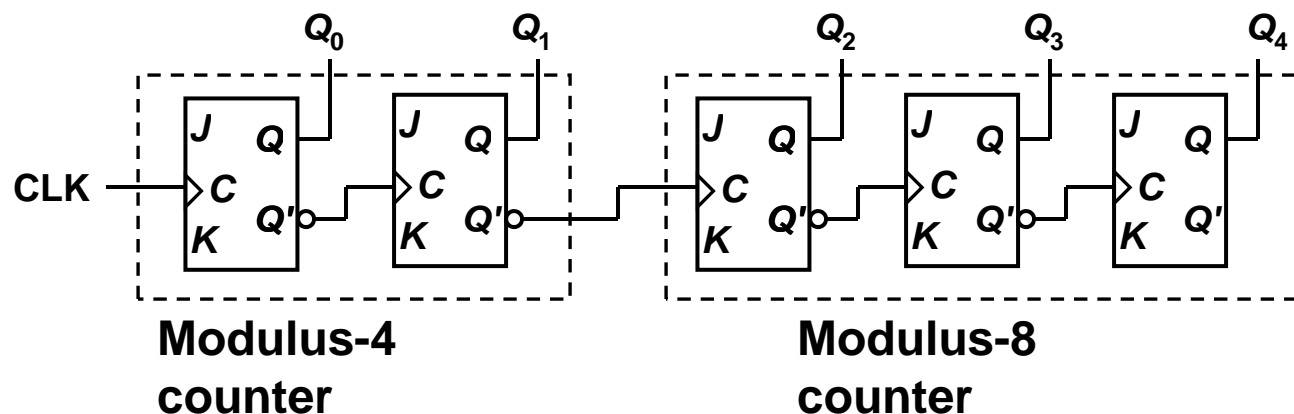 Q0 Q1 Q2 Q3 Q4
J Q J Q J Q J Q J Q
CLK C C C C C
K Q' K Q' K Q' K Q' K Q'
Modulus-4 Modulus-8
counter counter